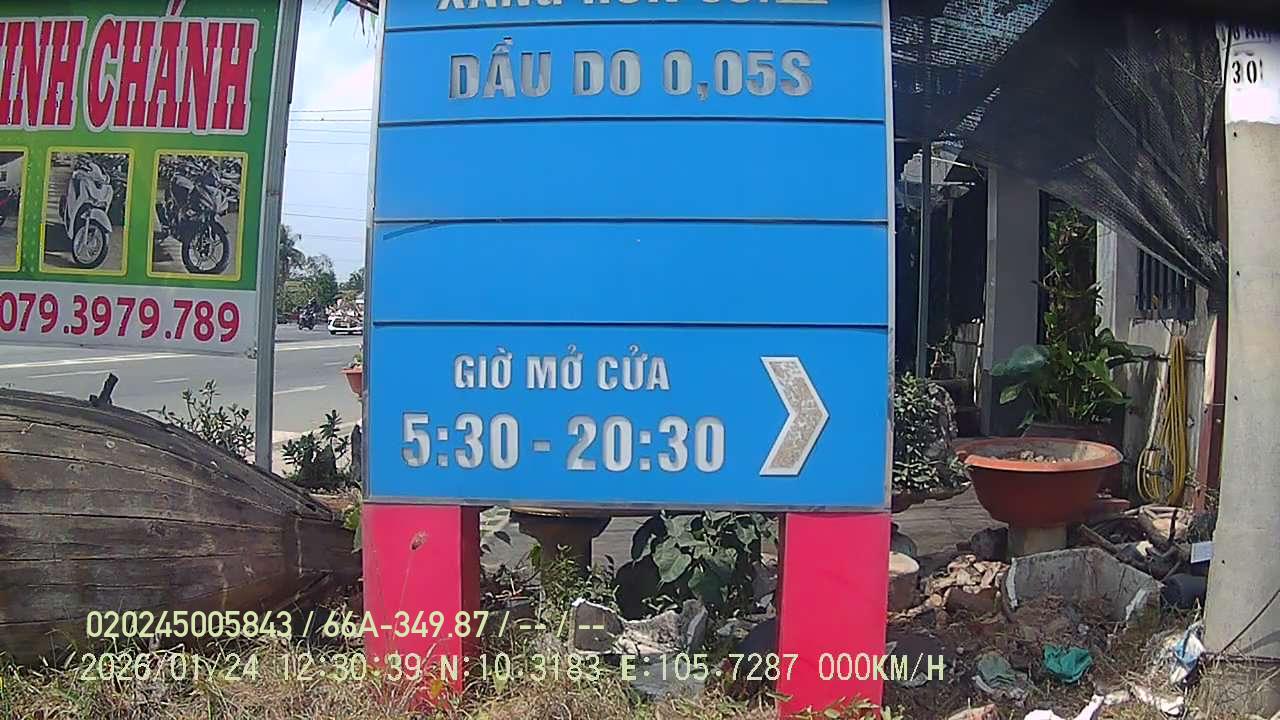 CHÁNH
079.3979.789
DẦU DO 0,05S
GIỜ MỞ CỬA
5:30 - 20:30
30
020245005843 / 66A-349.87 / -- / --
2026/01/24 12:30:39 N:10.3183 E:105.7287 000KM/H